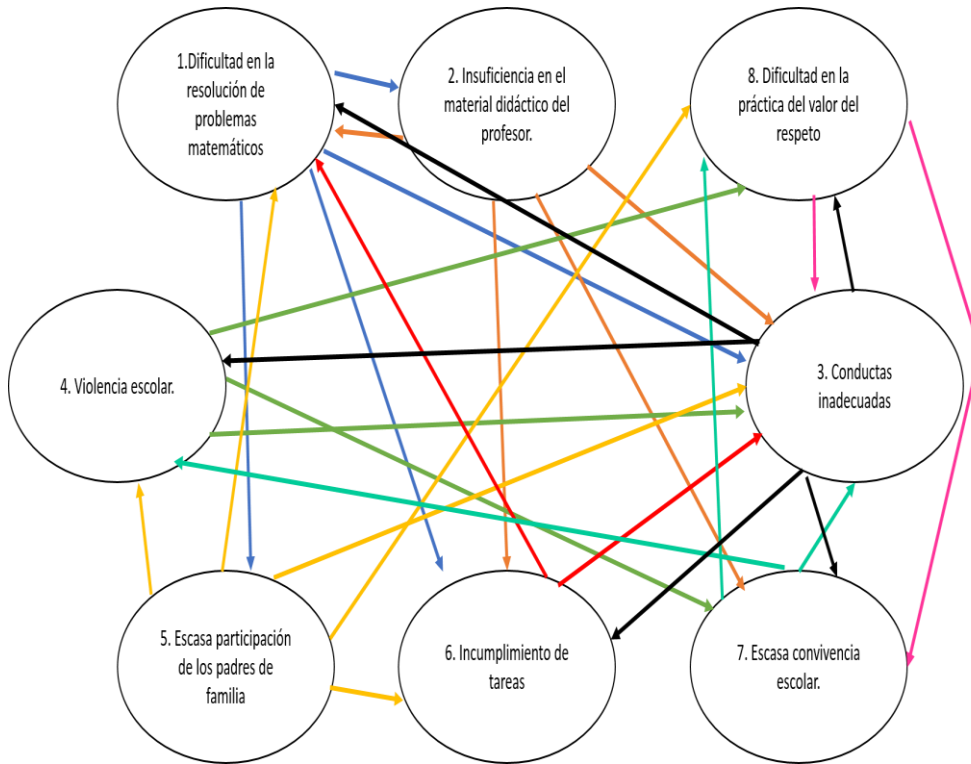 1.Dificultad en la
resolución de
problemas
matemáticos
2. Insuficiencia en el
material didáctico del
profesor.
8. Dificultad en la
práctica del valor del
respeto
4. Violencia escolar.
3. Conductas
inadecuadas
5. Escasa participación
de los padres de
familia
6. Incumplimiento de
tareas
7. Escasa convivencia
escolar.